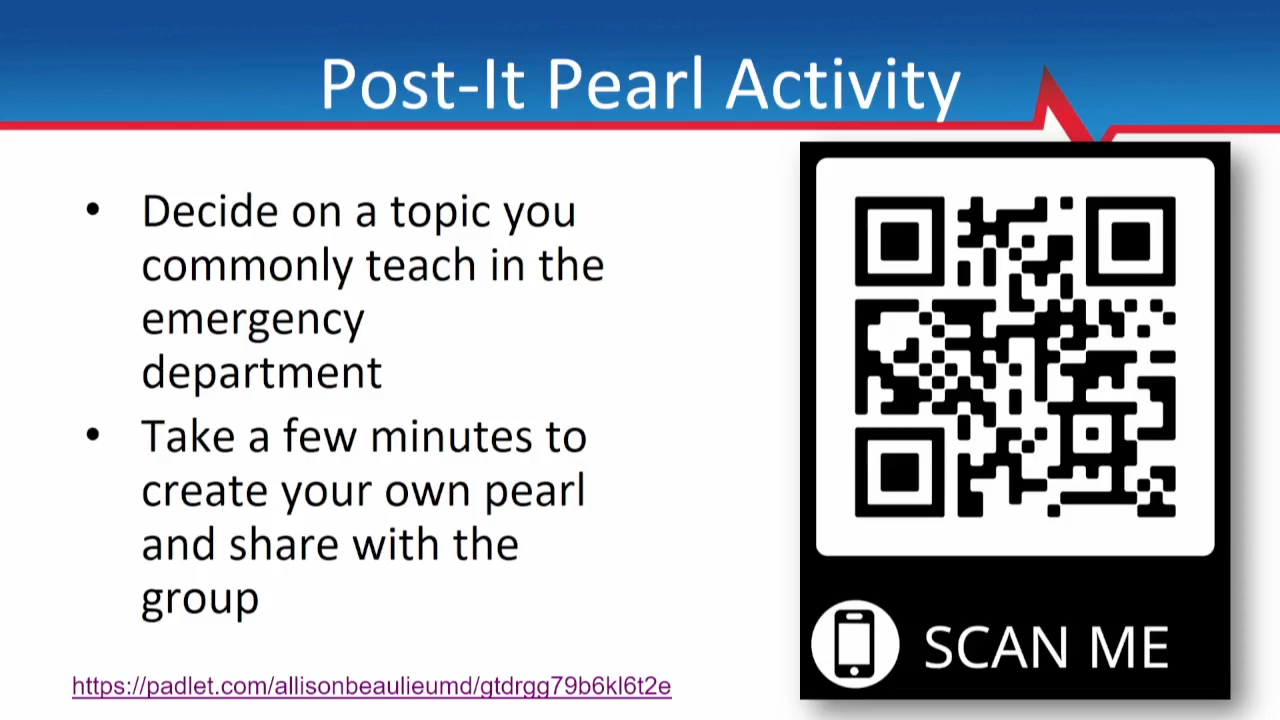 Post-It Pearl Activity
• Decide on a topic you
commonly teach in the
emergency
department
• Take a few minutes to
create your own pearl
and share with the
group
https://padlet.com/allisonbeaulieumd/gtdrgg79b6kl6t2e
SCAN ME